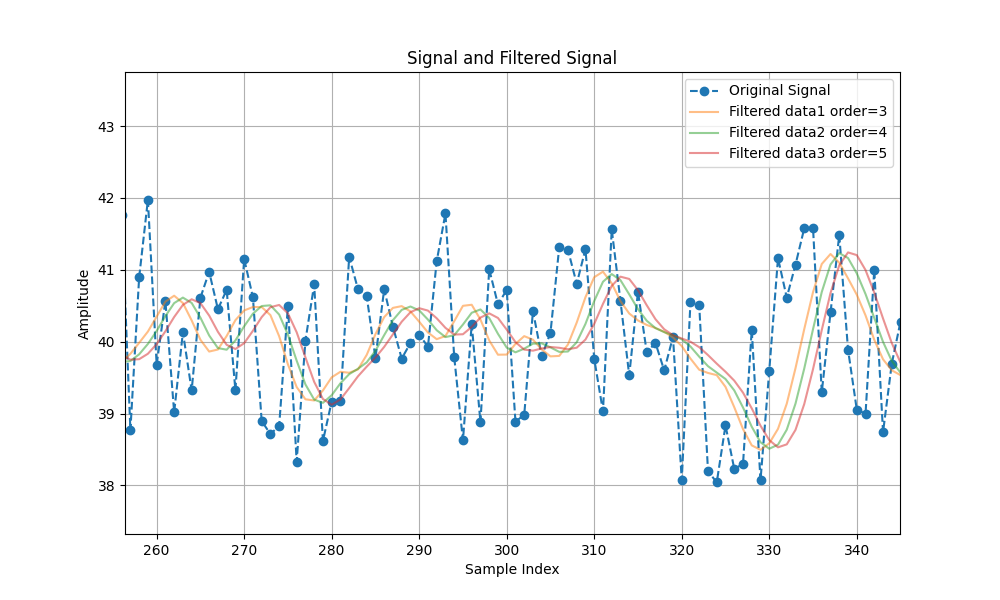 Signal and Filtered Signal
Original Signal
Filtered data1 order=3
Filtered data2 order=4
Filtered data3 order=5
Amplitude
43
42
41
40
39
38
260 270 280 290 300 310 320 330 340
Sample Index